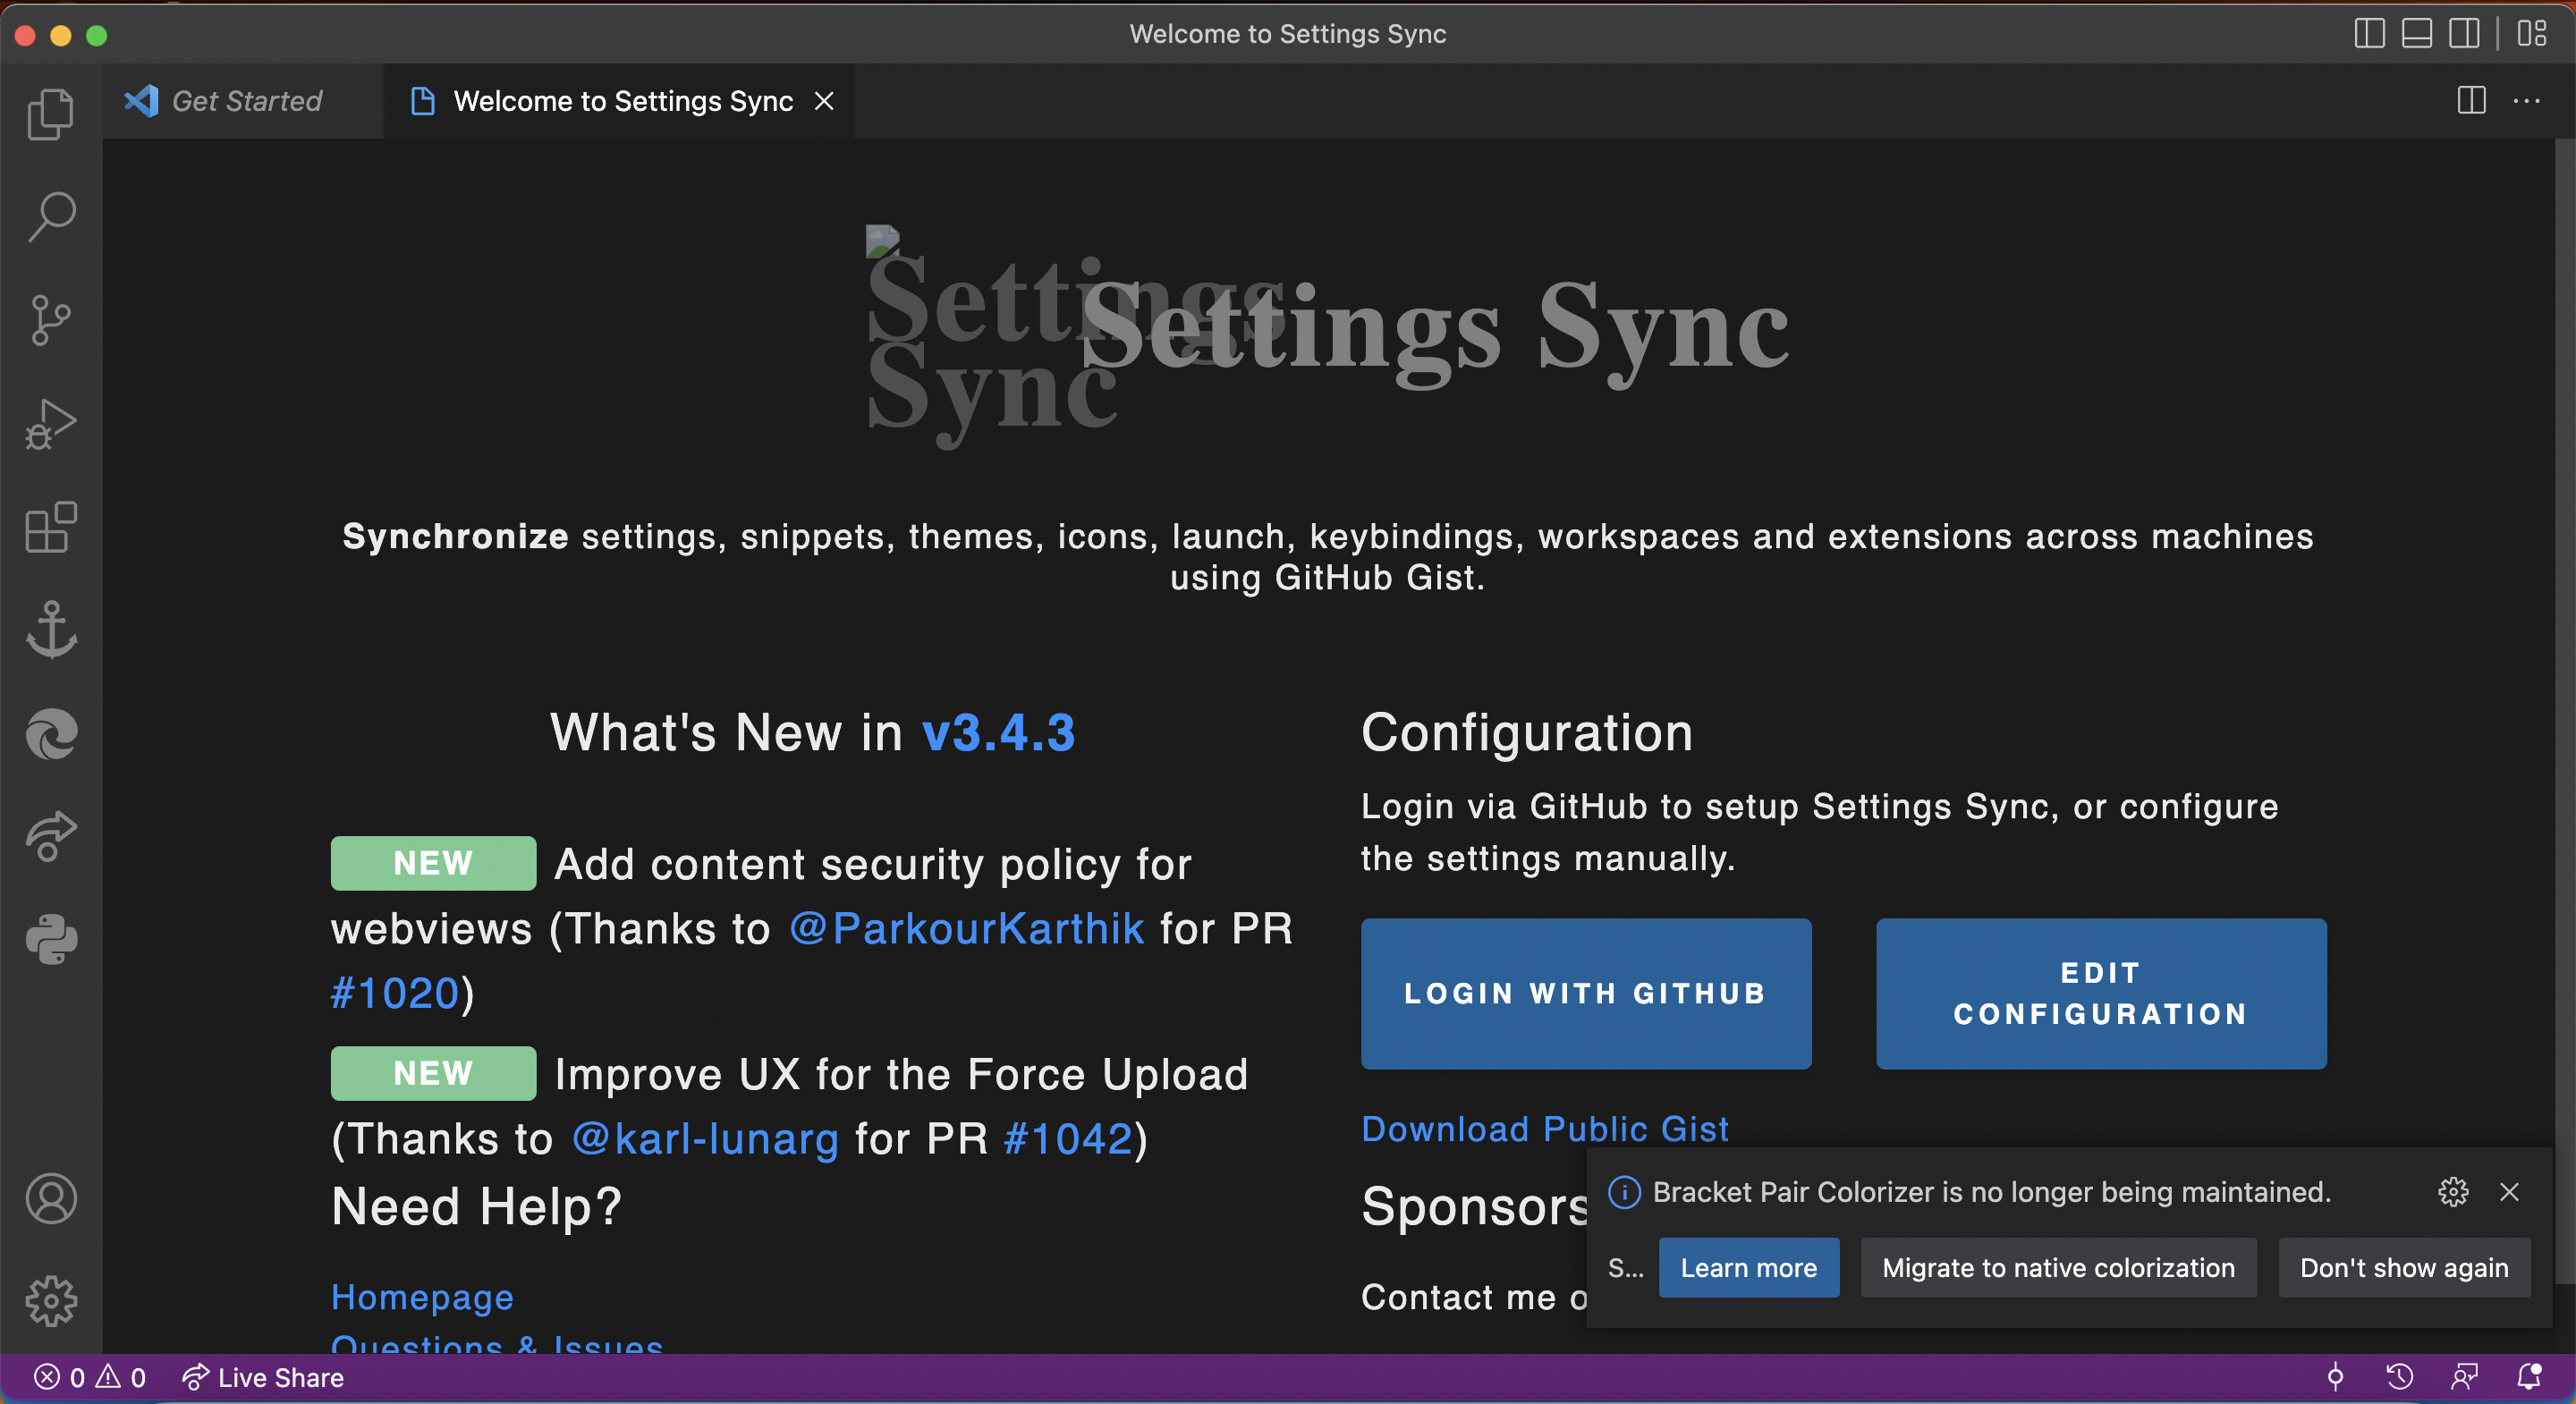 Welcome to Settings Sync
Get Started
Welcome to Settings Sync
Settings
Sync
Settings Sync
Synchronize settings, snippets, themes, icons, launch, keybindings, workspaces and extensions across machines
using GitHub Gist.
What's New in v3.4.3
NEW Add content security policy for
webviews (Thanks to @ParkourKarthik for PR
#1020)
NEW Improve UX for the Force Upload
(Thanks to @karl-lunarg for PR #1042)
Need Help?
Homepage
Questions & Issues
Configuration
Login via GitHub to setup Settings Sync, or configure
the settings manually.
LOGIN WITH GITHUB
EDIT
CONFIGURATION
Download Public Gist
Sponsors
Contact me o
Bracket Pair Colorizer is no longer being maintained.
S... Learn more Migrate to native colorization Don't show again
0 0 Live Share